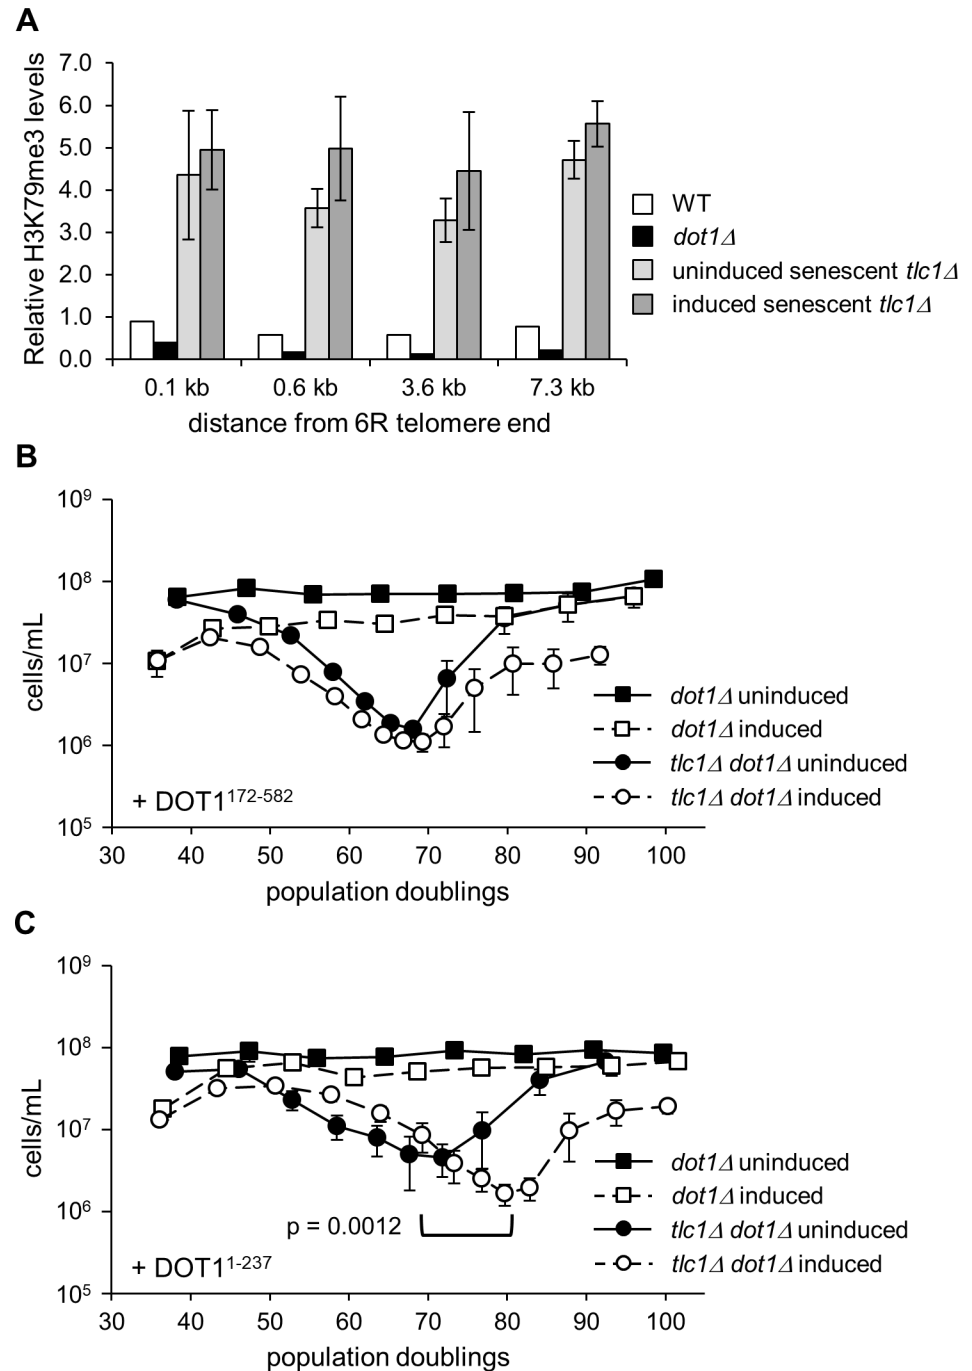 A
Relative H3K79me3 levels
7.0
6.0
5.0
4.0
3.0
2.0
1.0
0.0
0.1 kb 0.6 kb 3.6 kb 7.3 kb
distance from 6R telomere end
WT
dot1Δ
uninduced senescent tlc1Δ
induced senescent tlc1Δ
B
cells/mL
10⁹
10⁸
10⁷
10⁶
10⁵
30 40 50 60 70 80 90 100
population doublings
+ DOT1¹⁷²⁻⁵⁸²
dot1Δ uninduced
dot1Δ induced
tlc1Δ dot1Δ uninduced
tlc1Δ dot1Δ induced
C
cells/mL
10⁹
10⁸
10⁷
10⁶
10⁵
30 40 50 60 70 80 90 100
population doublings
p = 0.0012
+ DOT1¹⁻²³⁷
dot1Δ uninduced
dot1Δ induced
tlc1Δ dot1Δ uninduced
tlc1Δ dot1Δ induced